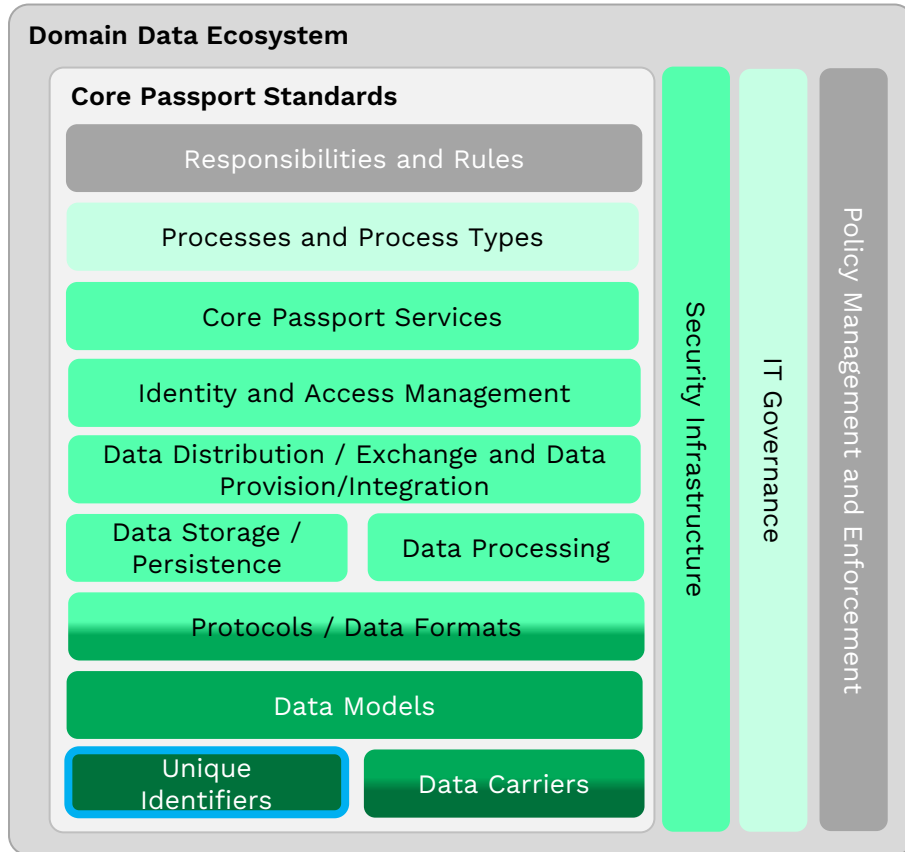 Domain Data Ecosystem
Core Passport Standards
Responsibilities and Rules
Processes and Process Types
Core Passport Services
Identity and Access Management
Data Distribution / Exchange and Data
Provision/Integration
Data Storage /
Persistence
Data Processing
Protocols / Data Formats
Data Models
Unique
Identifiers
Data Carriers
Security Infrastructure
IT Governance
Policy Management and Enforcement